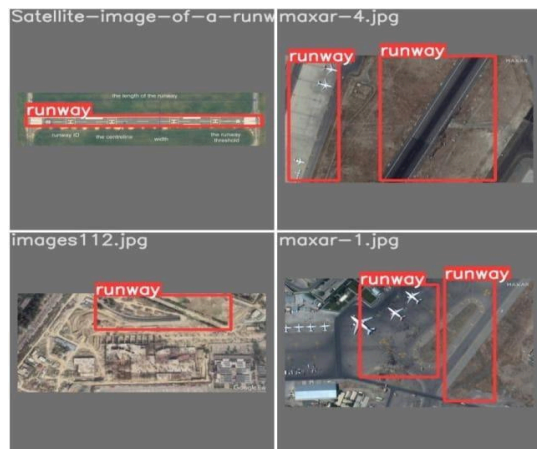 Satellite-image-of-a-runw
the length of the runway
runway
runway ID
the centreline
width
the runway
threshold
maxar-4.jpg
runway
runway
MAXAR
images112.jpg
runway
maxar-1.jpg
runway
runway
MAXAR